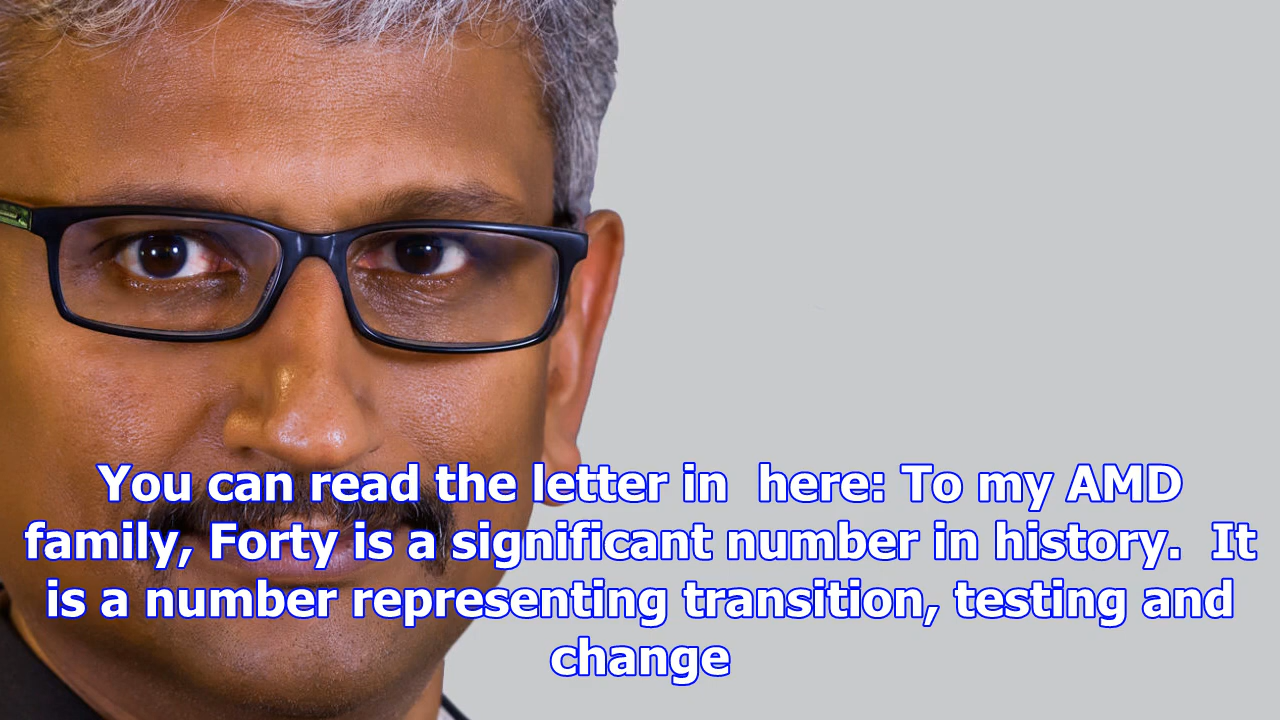 You can read the letter in  here: To my AMD
family, Forty is a significant number in history.  It
is a number representing transition, testing and
change